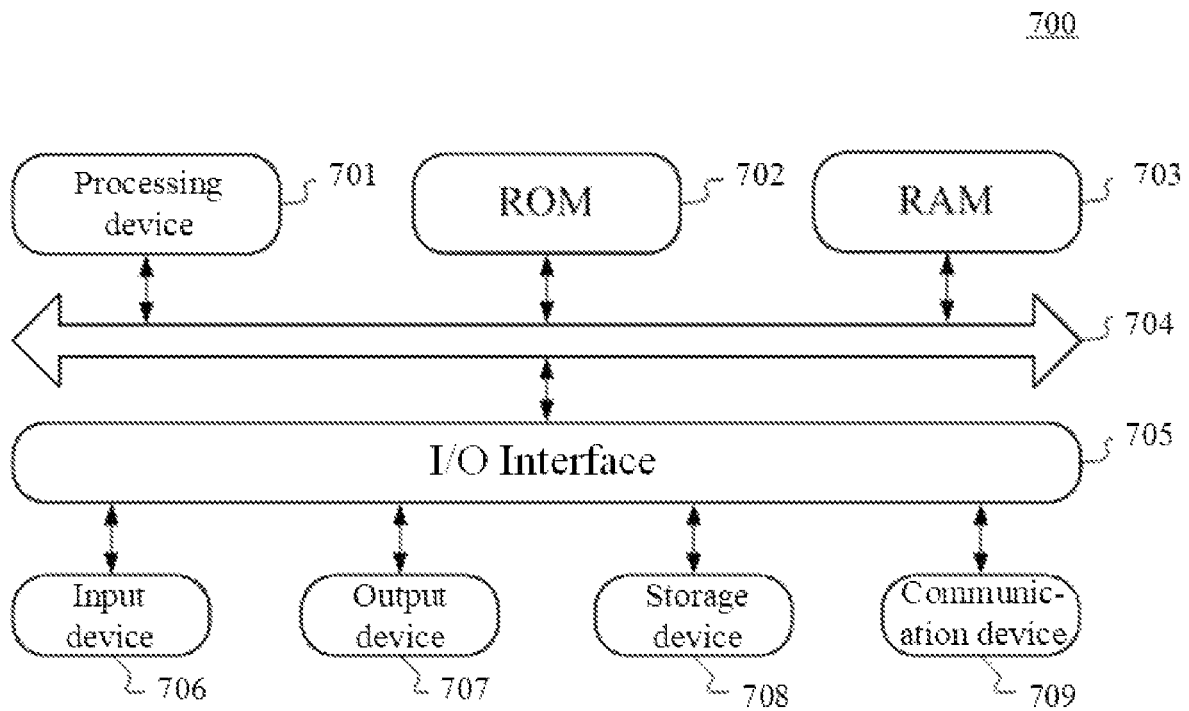 700
Processing
device
701
ROM
702
RAM
703
704
I/O Interface
705
Input
device
706
Output
device
707
Storage
device
708
Communic-
ation device
709